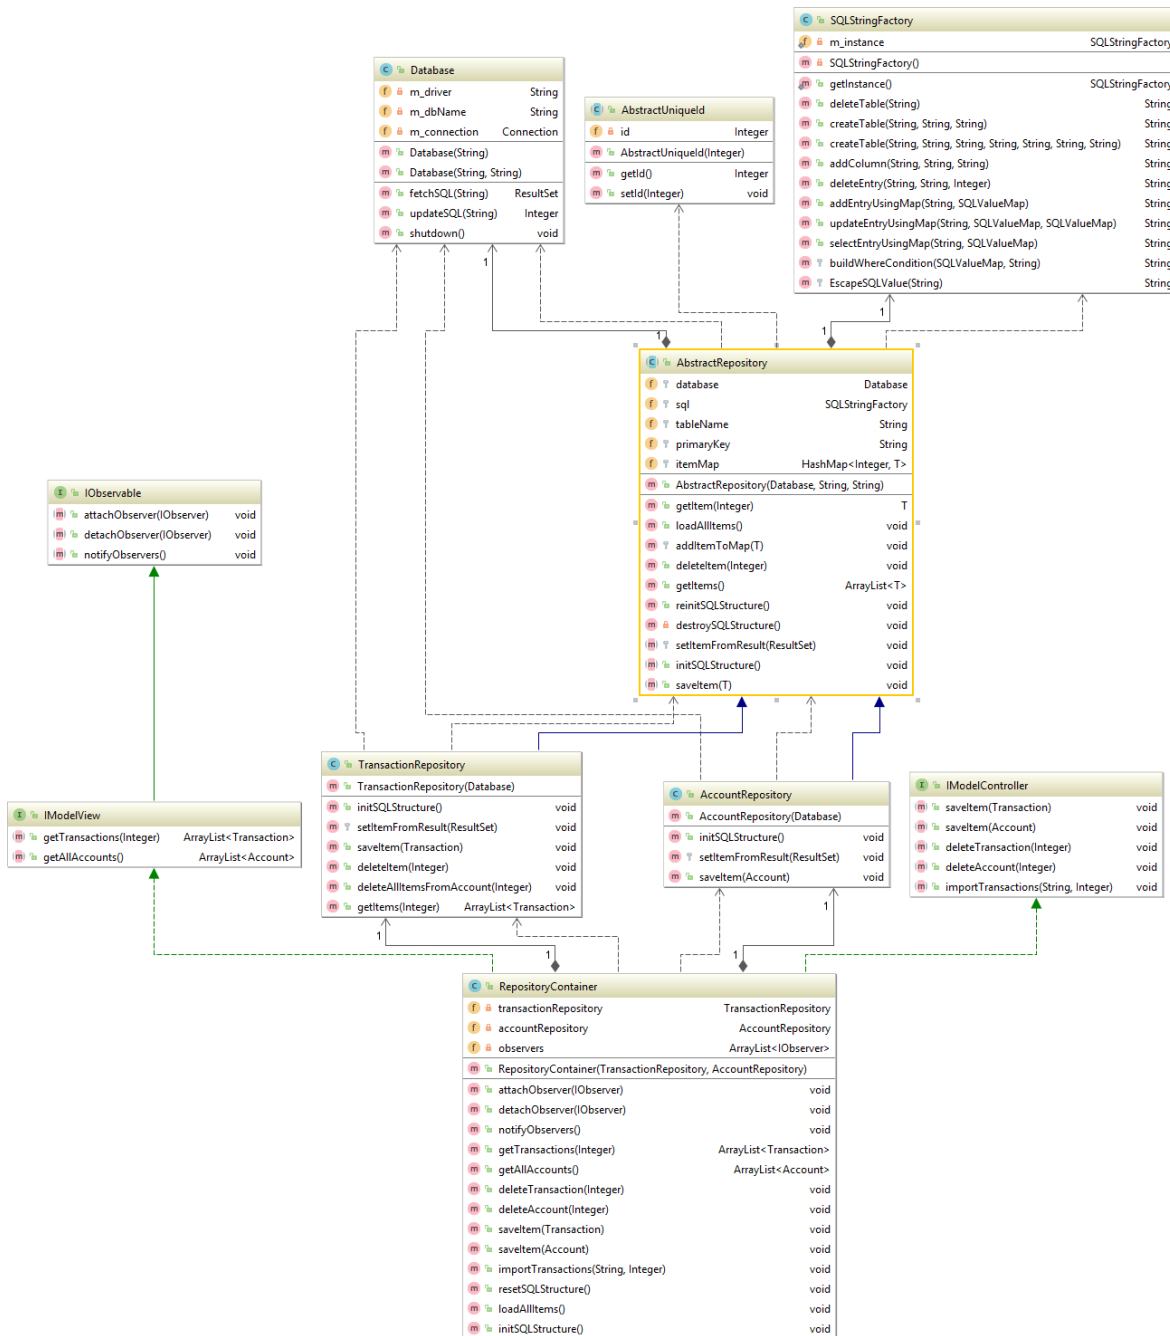 SQLStringFactory
m_instance SQLStringFactory
SQLStringFactory()
getInstance() SQLStringFactory
deleteTable(String) String
createTable(String, String, String) String
createTable(String, String, String, String, String, String, String) String
addColumn(String, String, String) String
deleteEntry(String, String, Integer) String
addEntryUsingMap(String, SQLValueMap) String
updateEntryUsingMap(String, SQLValueMap, SQLValueMap) String
selectEntryUsingMap(String, SQLValueMap) String
buildWhereCondition(SQLValueMap, String) String
EscapeSQLValue(String) String
Database
m_driver String
m_dbName String
m_connection Connection
Database(String)
Database(String, String)
fetchSQL(String) ResultSet
updateSQL(String) Integer
shutdown() void
AbstractUniqueId
id Integer
AbstractUniqueId(Integer)
getId() Integer
setId(Integer) void
1
1
1
1
AbstractRepository
database Database
sql SQLStringFactory
tableName String
primaryKey String
itemMap HashMap<Integer, T>
AbstractRepository(Database, String, String)
getItem(Integer) T
loadAllItems() void
addItemToMap(T) void
deleteItem(Integer) void
getItems() ArrayList<T>
reinitSQLStructure() void
destroySQLStructure() void
setItemFromResult(ResultSet) void
initSQLStructure() void
saveItem(T) void
IObservable
attachObserver(IObserver) void
detachObserver(IObserver) void
notifyObservers() void
IModelView
getTransactions(Integer) ArrayList<Transaction>
getAllAccounts() ArrayList<Account>
TransactionRepository
TransactionRepository(Database)
initSQLStructure() void
setItemFromResult(ResultSet) void
saveItem(Transaction) void
deleteItem(Integer) void
deleteAllItemsFromAccount(Integer) void
getItems(Integer) ArrayList<Transaction>
AccountRepository
AccountRepository(Database)
initSQLStructure() void
setItemFromResult(ResultSet) void
saveItem(Account) void
IModelController
saveItem(Transaction) void
saveItem(Account) void
deleteTransaction(Integer) void
deleteAccount(Integer) void
importTransactions(String, Integer) void
1
1
1
1
RepositoryContainer
transactionRepository TransactionRepository
accountRepository AccountRepository
observers ArrayList<IObserver>
RepositoryContainer(TransactionRepository, AccountRepository)
attachObserver(IObserver) void
detachObserver(IObserver) void
notifyObservers() void
getTransactions(Integer) ArrayList<Transaction>
getAllAccounts() ArrayList<Account>
deleteTransaction(Integer) void
deleteAccount(Integer) void
saveItem(Transaction) void
saveItem(Account) void
importTransactions(String, Integer) void
resetSQLStructure() void
loadAllItems() void
initSQLStructure() void